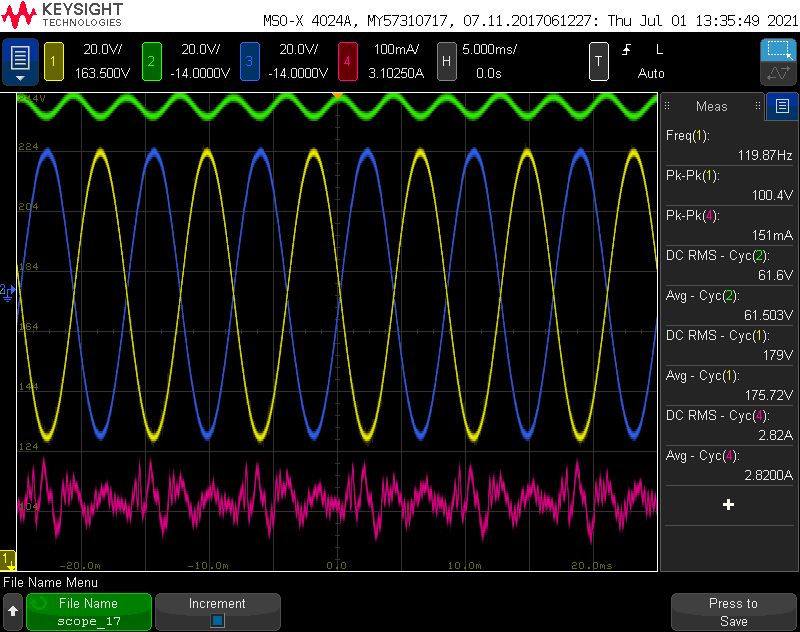 KEYSIGHT
TECHNOLOGIES
MSO-X 4024A, MY57310717, 07.11.2017061227: Thu Jul 01 13:35:49 2021
1 20.0V/ 2 20.0V/ 3 20.0V/ 4 100mA/ H 5.000ms/ T L
163.500V -14.0000V -14.0000V 3.10250A 0.0s Auto
244V
224
204
184
164
144
124
104
-20.0m -10.0m 0.0 10.0m 20.0ms
2
1
Meas
Freq(1):
119.87Hz
Pk-Pk(1):
100.4V
Pk-Pk(4):
151mA
DC RMS - Cyc(2):
61.6V
Avg - Cyc(2):
61.503V
DC RMS - Cyc(1):
179V
Avg - Cyc(1):
175.72V
DC RMS - Cyc(4):
2.82A
Avg - Cyc(4):
2.8200A
File Name Menu
File Name
scope_17
Increment
Press to
Save